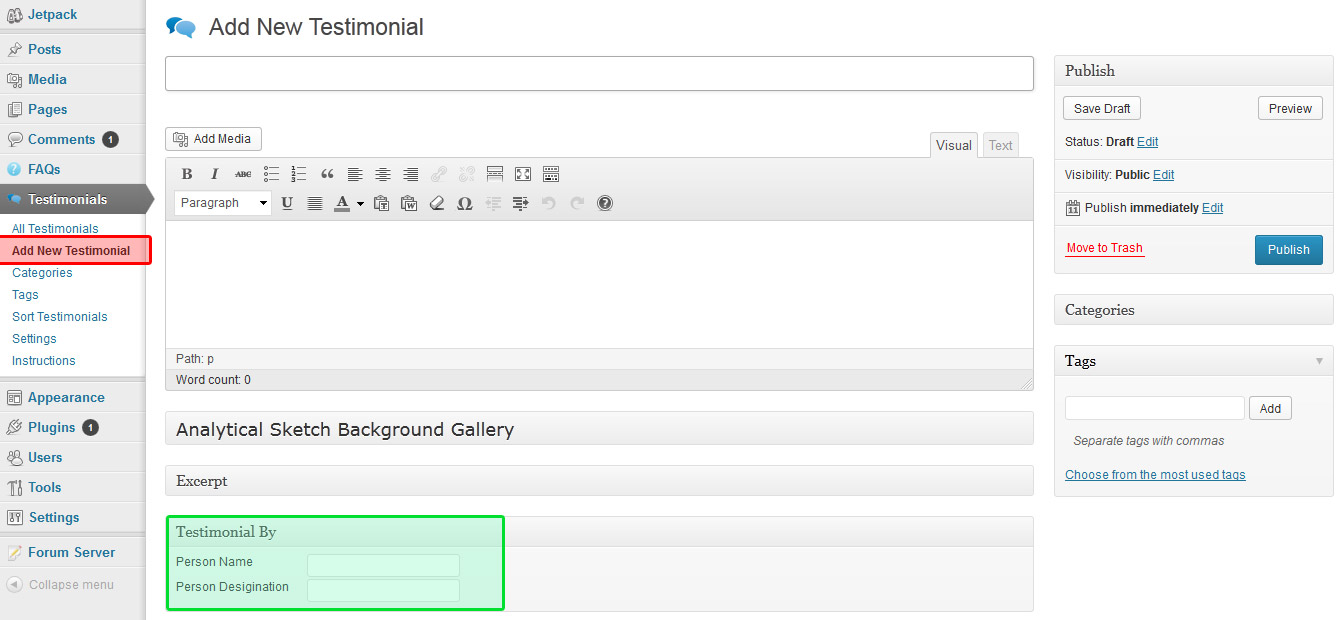 Jetpack
Posts
Media
Pages
Comments 1
FAQs
Testimonials
All Testimonials
Add New Testimonial
Categories
Tags
Sort Testimonials
Settings
Instructions
Appearance
Plugins 1
Users
Tools
Settings
Forum Server
Collapse menu
Add New Testimonial
Add Media
Visual Text
B I ABC
Paragraph U A
Path: p
Word count: 0
Analytical Sketch Background Gallery
Excerpt
Testimonial By
Person Name
Person Desigination
Publish
Save Draft Preview
Status: Draft Edit
Visibility: Public Edit
11 Publish immediately Edit
Move to Trash Publish
Categories
Tags
Add
Separate tags with commas
Choose from the most used tags